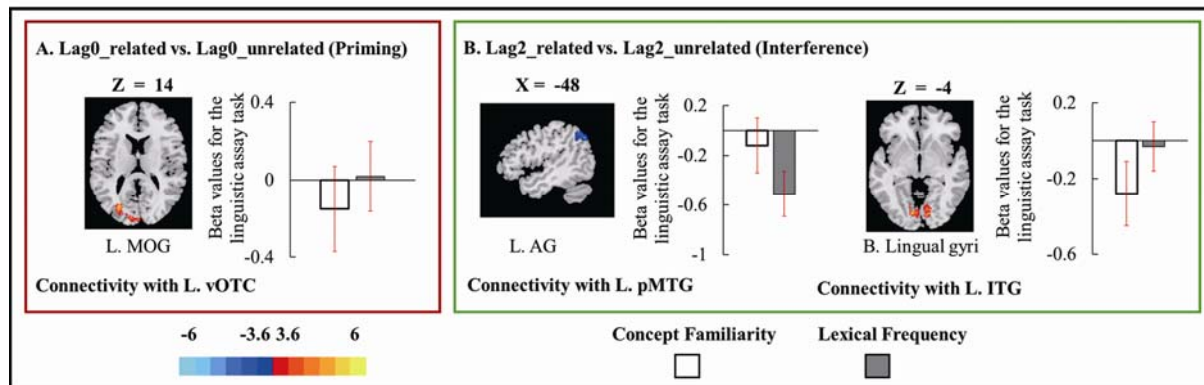 A. Lag0_related vs. Lag0_unrelated (Priming)
Z = 14
L. MOG
Beta values for the
linguistic assay task
0.4
0
-0.4
Connectivity with L. vOTC
B. Lag2_related vs. Lag2_unrelated (Interference)
X = -48
L. AG
Beta values for the
linguistic assay task
0.2
-0.2
-0.6
-1
Connectivity with L. pMTG
Z = -4
B. Lingual gyri
Beta values for the
linguistic assay task
0.2
-0.2
-0.6
Connectivity with L. ITG
-6 -3.6 3.6 6
Concept Familiarity
Lexical Frequency